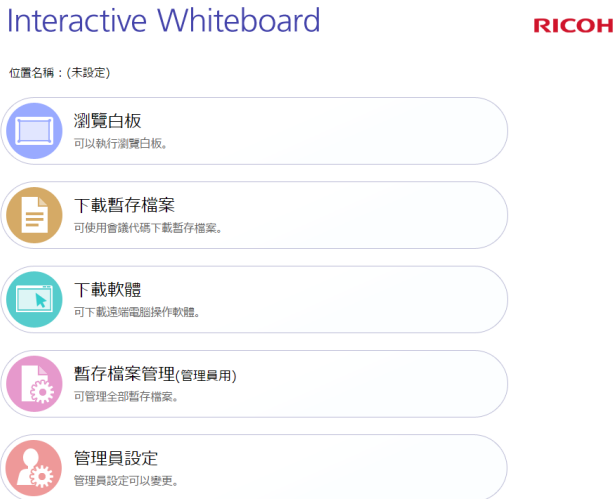 Interactive Whiteboard
RICOH
位置名稱：(未設定)
瀏覽白板
可以執行瀏覽白板。
下載暫存檔案
可使用會議代碼下載暫存檔案。
下載軟體
可下載遠端電腦操作軟體。
暫存檔案管理(管理員用)
可管理全部暫存檔案。
管理員設定
管理員設定可以變更。